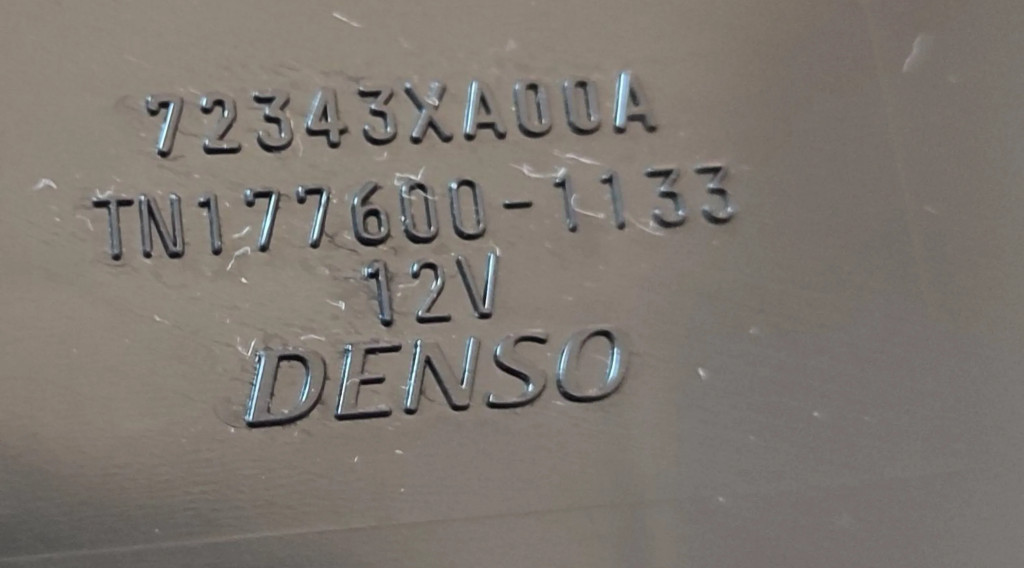 72343XA00A
TN177600-1133
12V
DENSO